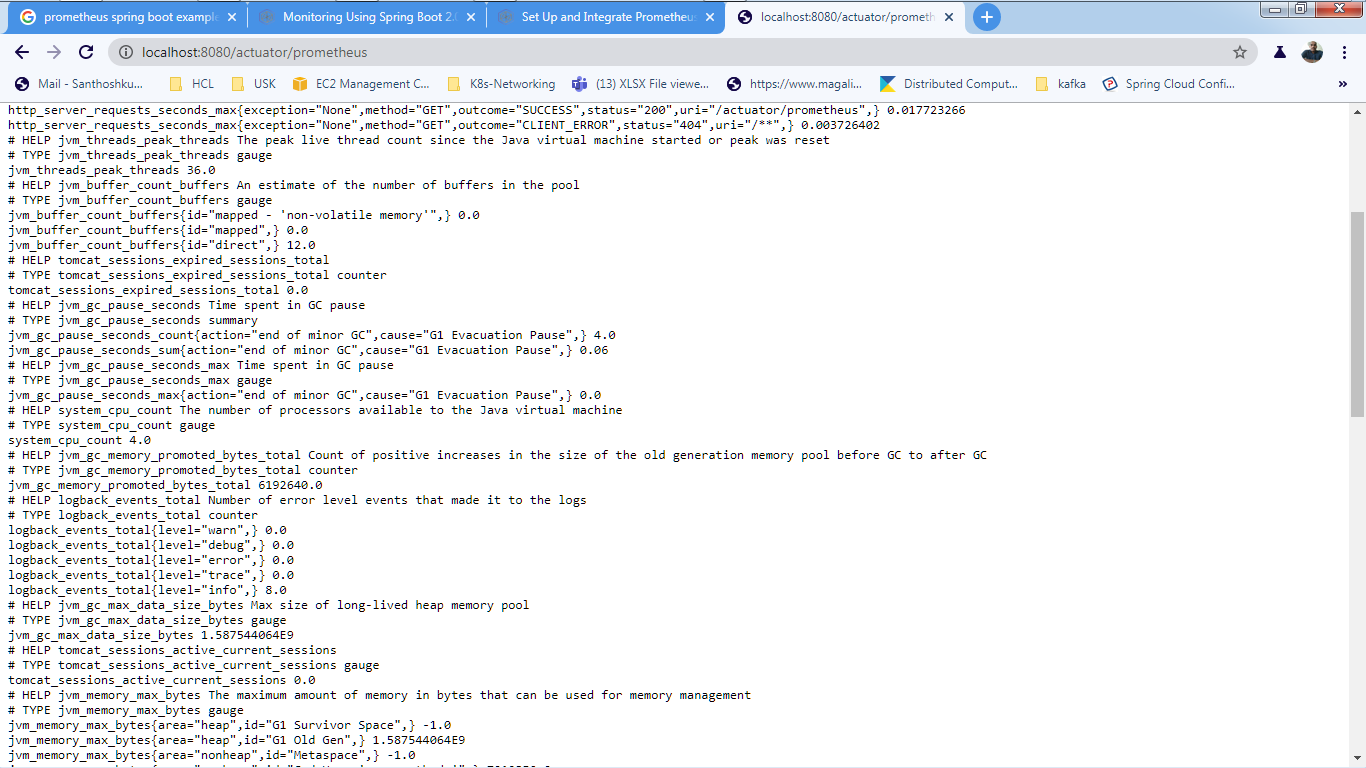 prometheus spring boot example
Monitoring Using Spring Boot 2.
Set Up and Integrate Prometheus
localhost:8080/actuator/prometh
localhost:8080/actuator/prometheus
Mail - Santhoshku...
HCL
USK
EC2 Management C...
K8s-Networking
(13) XLSX File viewe...
https://www.magali...
Distributed Comput...
kafka
Spring Cloud Confi...
»
http_server_requests_seconds_max{exception="None",method="GET",outcome="SUCCESS",status="200",uri="/actuator/prometheus",} 0.017723266
http_server_requests_seconds_max{exception="None",method="GET",outcome="CLIENT_ERROR",status="404",uri="/**",} 0.003726402
# HELP jvm_threads_peak_threads The peak live thread count since the Java virtual machine started or peak was reset
# TYPE jvm_threads_peak_threads gauge
jvm_threads_peak_threads 36.0
# HELP jvm_buffer_count_buffers An estimate of the number of buffers in the pool
# TYPE jvm_buffer_count_buffers gauge
jvm_buffer_count_buffers{id="mapped - 'non-volatile memory'",} 0.0
jvm_buffer_count_buffers{id="mapped",} 0.0
jvm_buffer_count_buffers{id="direct",} 12.0
# HELP tomcat_sessions_expired_sessions_total
# TYPE tomcat_sessions_expired_sessions_total counter
tomcat_sessions_expired_sessions_total 0.0
# HELP jvm_gc_pause_seconds Time spent in GC pause
# TYPE jvm_gc_pause_seconds summary
jvm_gc_pause_seconds_count{action="end of minor GC",cause="G1 Evacuation Pause",} 4.0
jvm_gc_pause_seconds_sum{action="end of minor GC",cause="G1 Evacuation Pause",} 0.06
# HELP jvm_gc_pause_seconds_max Time spent in GC pause
# TYPE jvm_gc_pause_seconds_max gauge
jvm_gc_pause_seconds_max{action="end of minor GC",cause="G1 Evacuation Pause",} 0.0
# HELP system_cpu_count The number of processors available to the Java virtual machine
# TYPE system_cpu_count gauge
system_cpu_count 4.0
# HELP jvm_gc_memory_promoted_bytes_total Count of positive increases in the size of the old generation memory pool before GC to after GC
# TYPE jvm_gc_memory_promoted_bytes_total counter
jvm_gc_memory_promoted_bytes_total 6192640.0
# HELP logback_events_total Number of error level events that made it to the logs
# TYPE logback_events_total counter
logback_events_total{level="warn",} 0.0
logback_events_total{level="debug",} 0.0
logback_events_total{level="error",} 0.0
logback_events_total{level="trace",} 0.0
logback_events_total{level="info",} 8.0
# HELP jvm_gc_max_data_size_bytes Max size of long-lived heap memory pool
# TYPE jvm_gc_max_data_size_bytes gauge
jvm_gc_max_data_size_bytes 1.587544064E9
# HELP tomcat_sessions_active_current_sessions
# TYPE tomcat_sessions_active_current_sessions gauge
tomcat_sessions_active_current_sessions 0.0
# HELP jvm_memory_max_bytes The maximum amount of memory in bytes that can be used for memory management
# TYPE jvm_memory_max_bytes gauge
jvm_memory_max_bytes{area="heap",id="G1 Survivor Space",} -1.0
jvm_memory_max_bytes{area="heap",id="G1 Old Gen",} 1.587544064E9
jvm_memory_max_bytes{area="nonheap",id="Metaspace",} -1.0